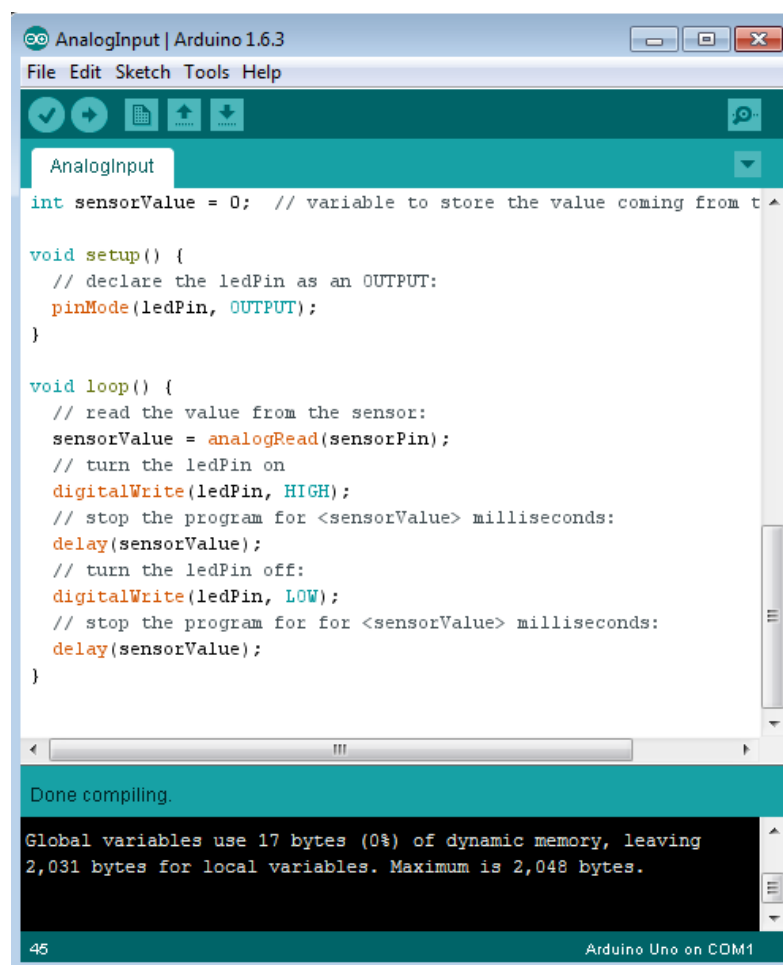 AnalogInput | Arduino 1.6.3
File Edit Sketch Tools Help
AnalogInput
int sensorValue = 0;  // variable to store the value coming from t
void setup() {
  // declare the ledPin as an OUTPUT:
  pinMode(ledPin, OUTPUT);
}
void loop() {
  // read the value from the sensor:
  sensorValue = analogRead(sensorPin);
  // turn the ledPin on
  digitalWrite(ledPin, HIGH);
  // stop the program for <sensorValue> milliseconds:
  delay(sensorValue);
  // turn the ledPin off:
  digitalWrite(ledPin, LOW);
  // stop the program for for <sensorValue> milliseconds:
  delay(sensorValue);
}
Done compiling.
Global variables use 17 bytes (0%) of dynamic memory, leaving
2,031 bytes for local variables. Maximum is 2,048 bytes.
45 Arduino Uno on COM1